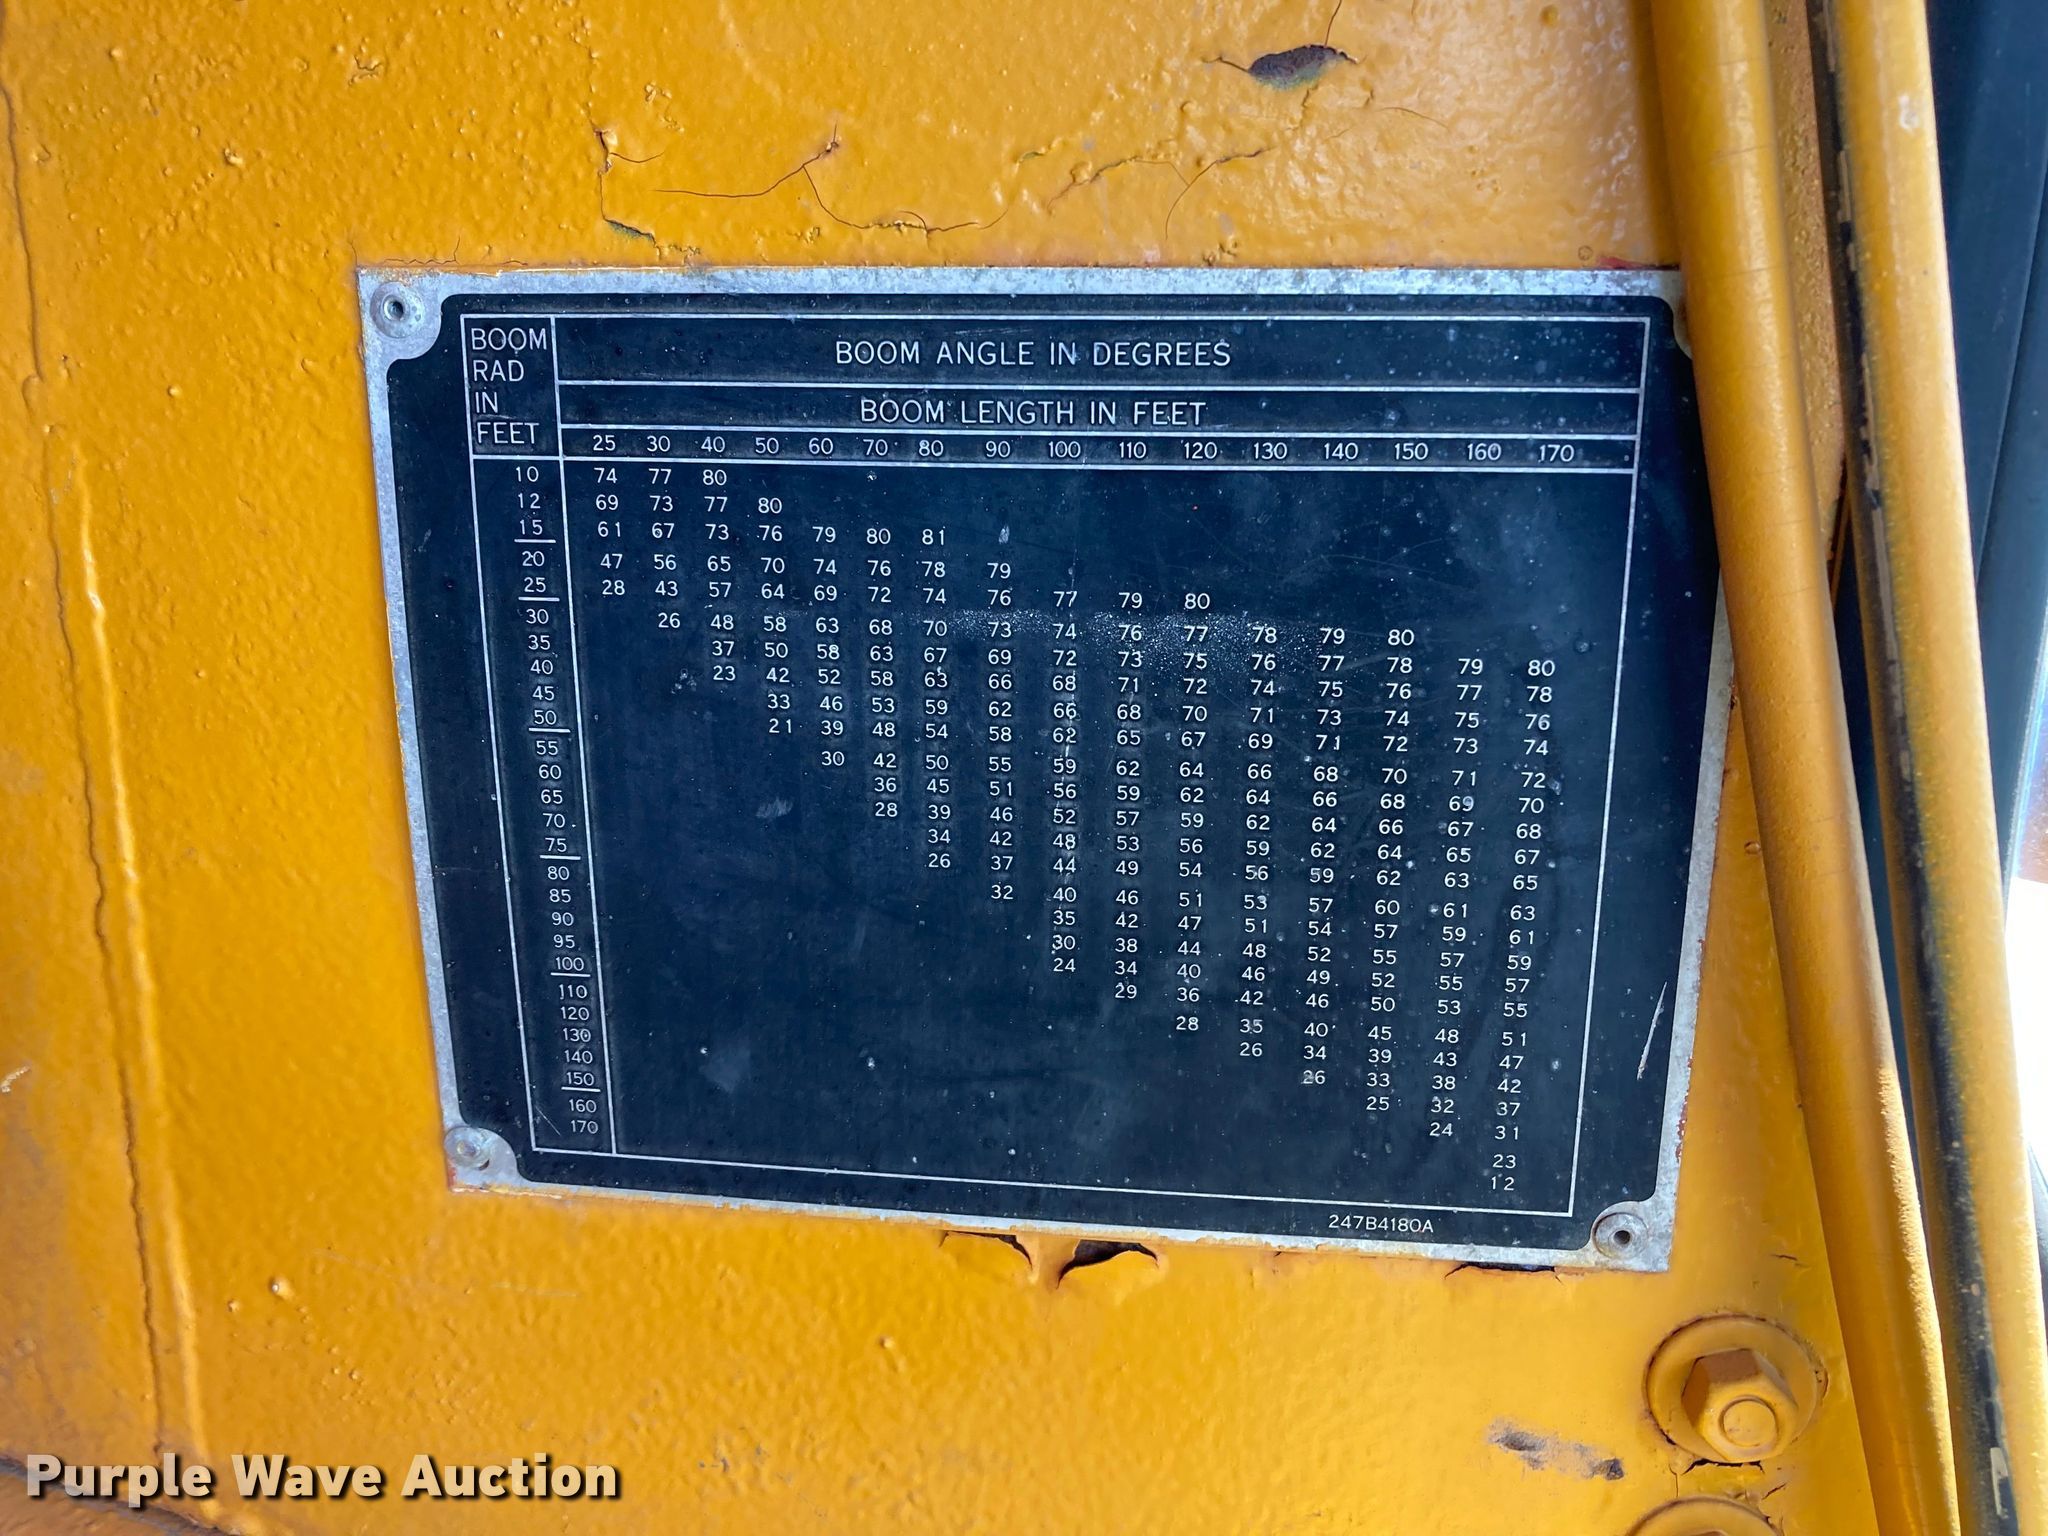 BOOM RAD IN FEET
BOOM ANGLE IN DEGREES
BOOM LENGTH IN FEET
25 30 40 50 60 70 80 90 100 110 120 130 140 150 160 170
10 74 77 80
12 69 73 77 80
15 61 67 73 76 79 80 81
20 47 56 65 70 74 76 78 79
25 28 43 57 64 69 72 74 76 77 79 80
30 26 48 58 63 68 70 73 74 76 77 78 79 80
35 37 50 58 63 67 69 72 73 75 76 77 78 79 80
40 23 42 52 58 63 66 68 71 72 74 75 76 77 78
45 33 46 53 59 62 66 68 70 71 73 74 75 76
50 21 39 48 54 58 62 65 67 69 71 72 73 74
55 30 42 50 55 59 62 64 66 68 70 71 72
60 36 45 51 56 59 62 64 66 68 69 70
65 28 39 46 52 57 59 62 64 66 67 68
70 34 42 48 53 56 59 62 64 65 67
75 26 37 44 49 54 56 59 62 63 65
80 32 40 46 51 53 57 60 61 63
85 35 42 47 51 54 57 59 61
90 30 38 44 48 52 55 57 59
95 24 34 40 46 49 52 55 57
100 29 36 42 46 50 53 55
110 28 35 40 45 48 51
120 26 34 39 43 47
130 26 33 38 42
140 25 32 37
150 24 31
160 23
170 12
247B4180A
Purple Wave Auction